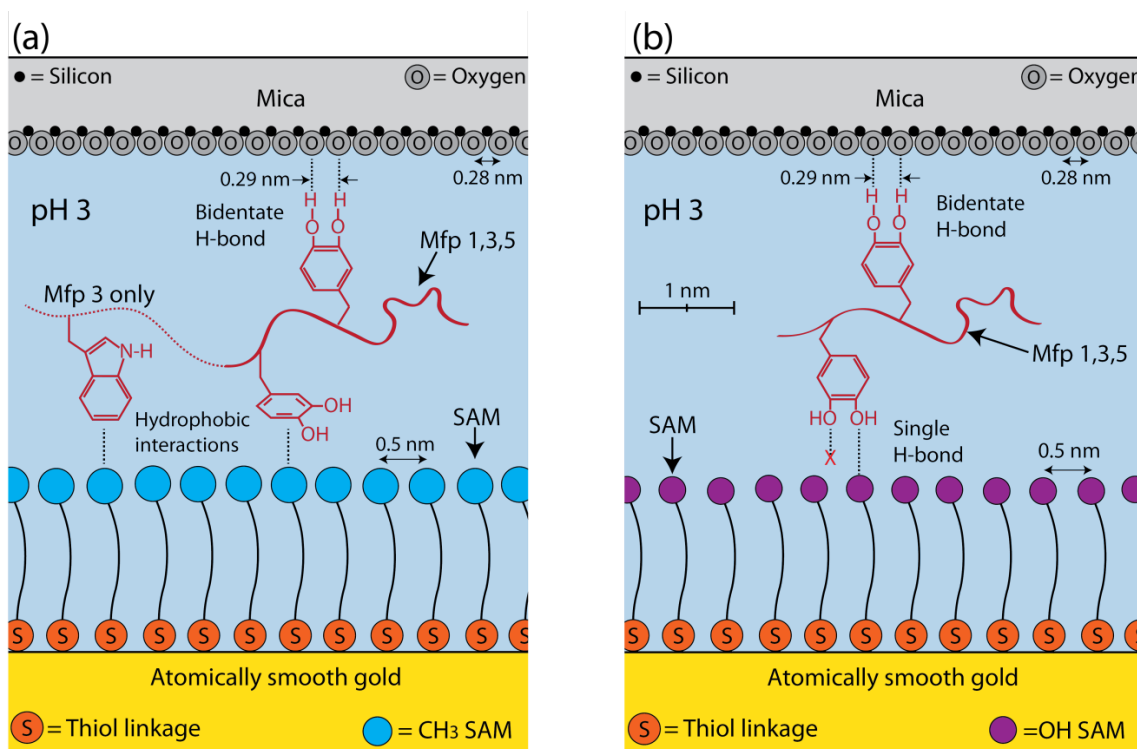 (a)
= Silicon
O = Oxygen
Mica
O O O O O O O O O O O O O O O O O O O O
0.29 nm
0.28 nm
pH 3
H H
O O
Bidentate
H-bond
Mfp 1,3,5
Mfp 3 only
N-H
OH
OH
Hydrophobic
interactions
SAM
0.5 nm
S S S S S S S S S S S S
Atomically smooth gold
S = Thiol linkage
= CH3 SAM
(b)
= Silicon
O = Oxygen
Mica
O O O O O O O O O O O O O O O O O O O
0.29 nm
0.28 nm
pH 3
H H
O O
Bidentate
H-bond
1 nm
Mfp 1,3,5
HO OH
X
Single
H-bond
SAM
0.5 nm
S S S S S S S S S S S S
Atomically smooth gold
S = Thiol linkage
=OH SAM